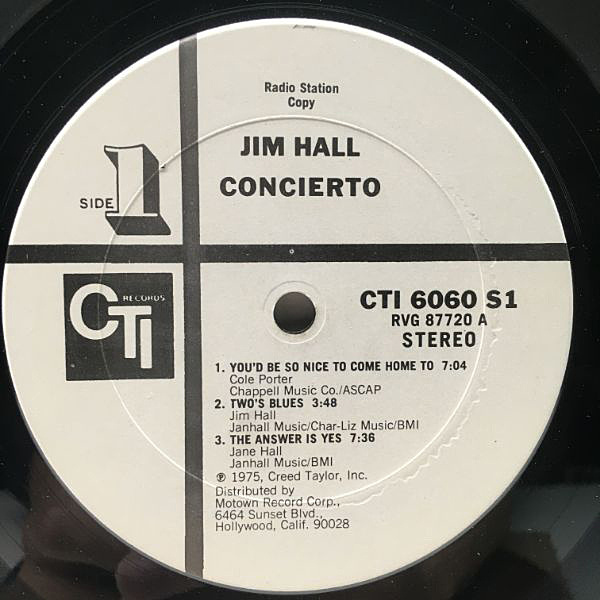 Radio Station
Copy
JIM HALL
CONCIERTO
SIDE 1
CTI RECORDS
CTI 6060 S1
RVG 87720 A
STEREO
1. YOU'D BE SO NICE TO COME HOME TO 7:04
Cole Porter
Chappell Music Co./ASCAP
2. TWO'S BLUES 3:48
Jim Hall
Janhall Music/Char-Liz Music/BMI
3. THE ANSWER IS YES 7:36
Jane Hall
Janhall Music/BMI
℗ 1975, Creed Taylor, Inc.
Distributed by
Motown Record Corp.,
6464 Sunset Blvd.,
Hollywood, Calif. 90028